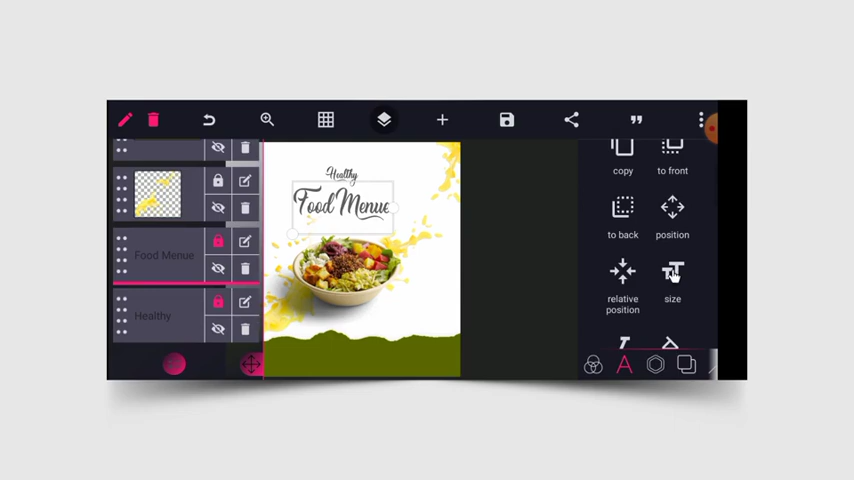 Healthy
Food Menue
Food Menue
Healthy
copy
to front
to back
position
relative
position
size